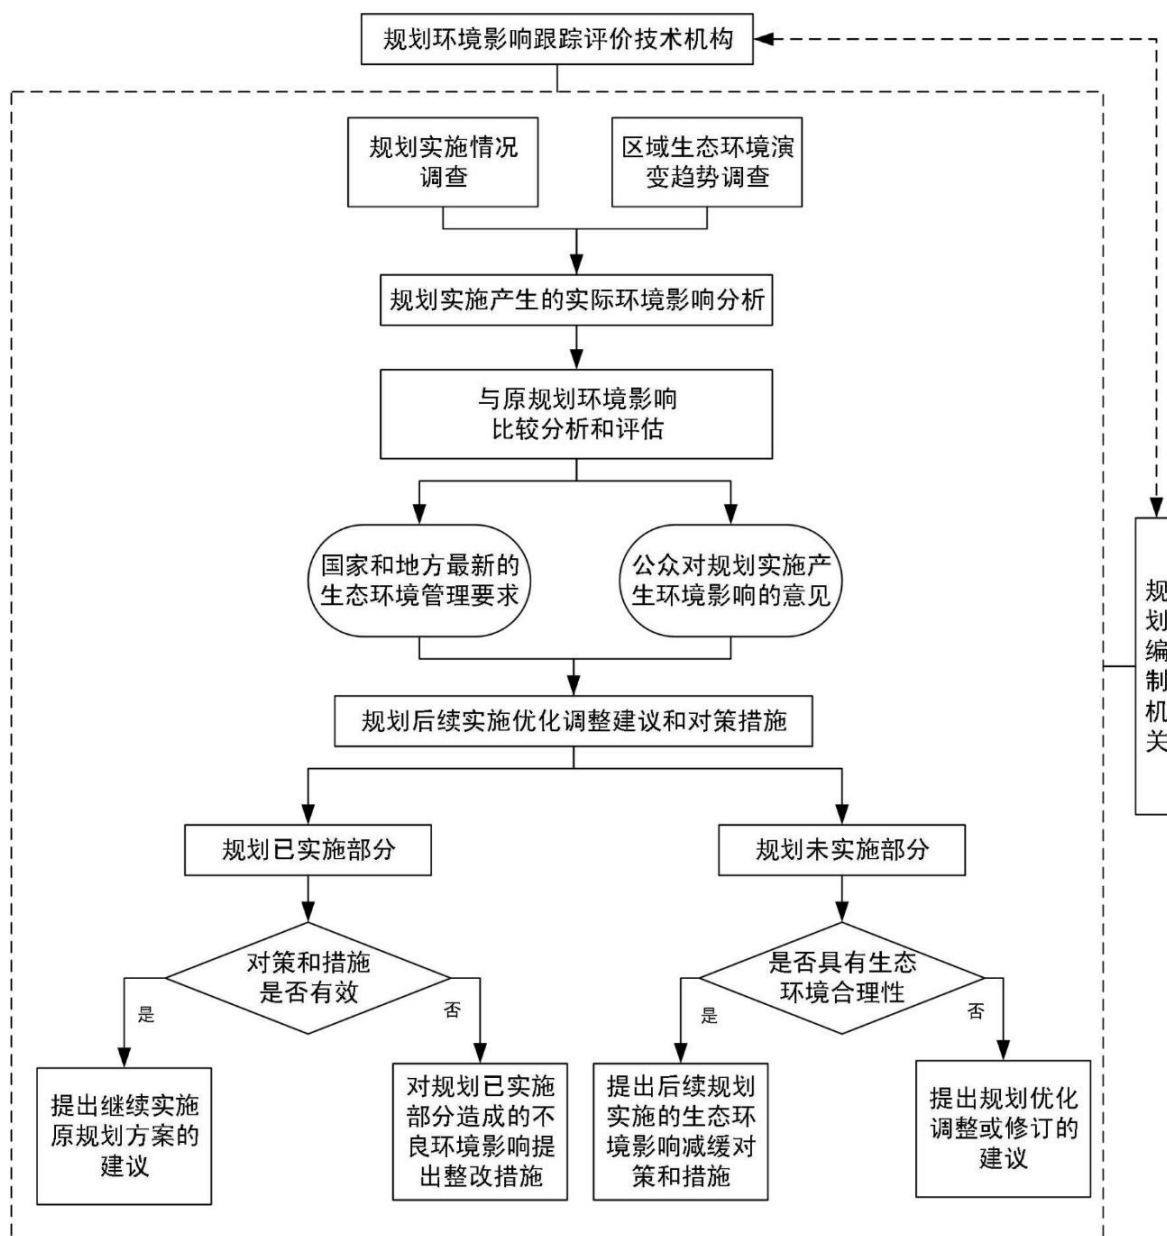 规划环境影响跟踪评价技术机构
规划实施情况
调查
区域生态环境演
变趋势调查
规划实施产生的实际环境影响分析
与原规划环境影响
比较分析和评估
国家和地方最新的
生态环境管理要求
公众对规划实施产
生环境影响的意见
规划后续实施优化调整建议和对策措施
规
划
编
制
机
关
规划已实施部分
规划未实施部分
对策和措施
是否有效
是否具有生态
环境合理性
是
否
是
否
提出继续实施
原规划方案的
建议
对规划已实施
部分造成的不
良环境影响提
出整改措施
提出后续规划
实施的生态环
境影响减缓对
策和措施
提出规划优化
调整或修订的
建议